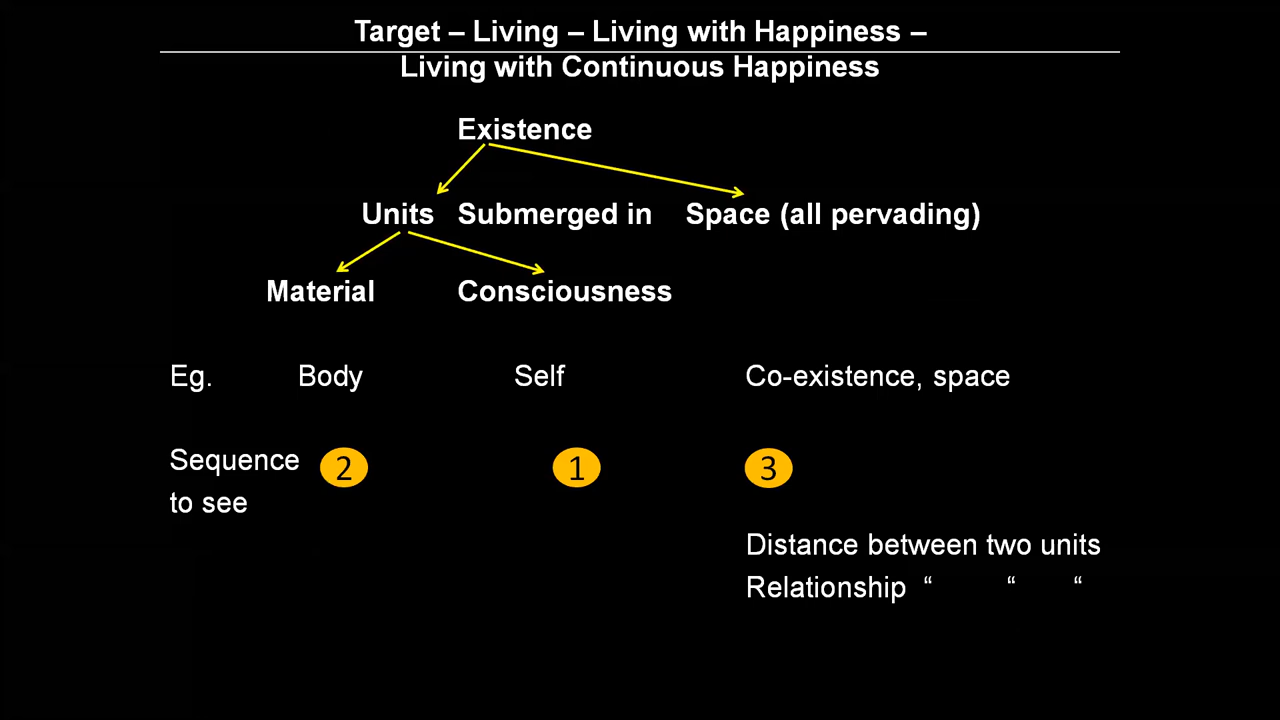 Target – Living – Living with Happiness –
Living with Continuous Happiness
Existence
Units Submerged in Space (all pervading)
Material Consciousness
Eg. Body Self Co-existence, space
Sequence 2 1 3
to see
Distance between two units
Relationship “ “ “